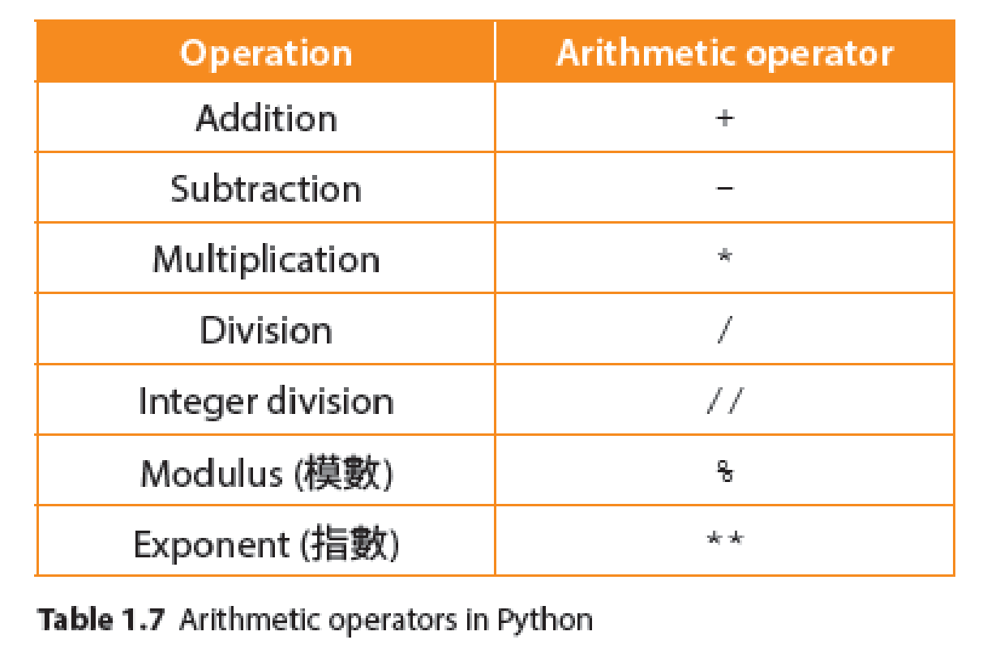 Operation Arithmetic operator
Addition +
Subtraction –
Multiplication *
Division /
Integer division //
Modulus (模數) %
Exponent (指數) **
Table 1.7 Arithmetic operators in Python